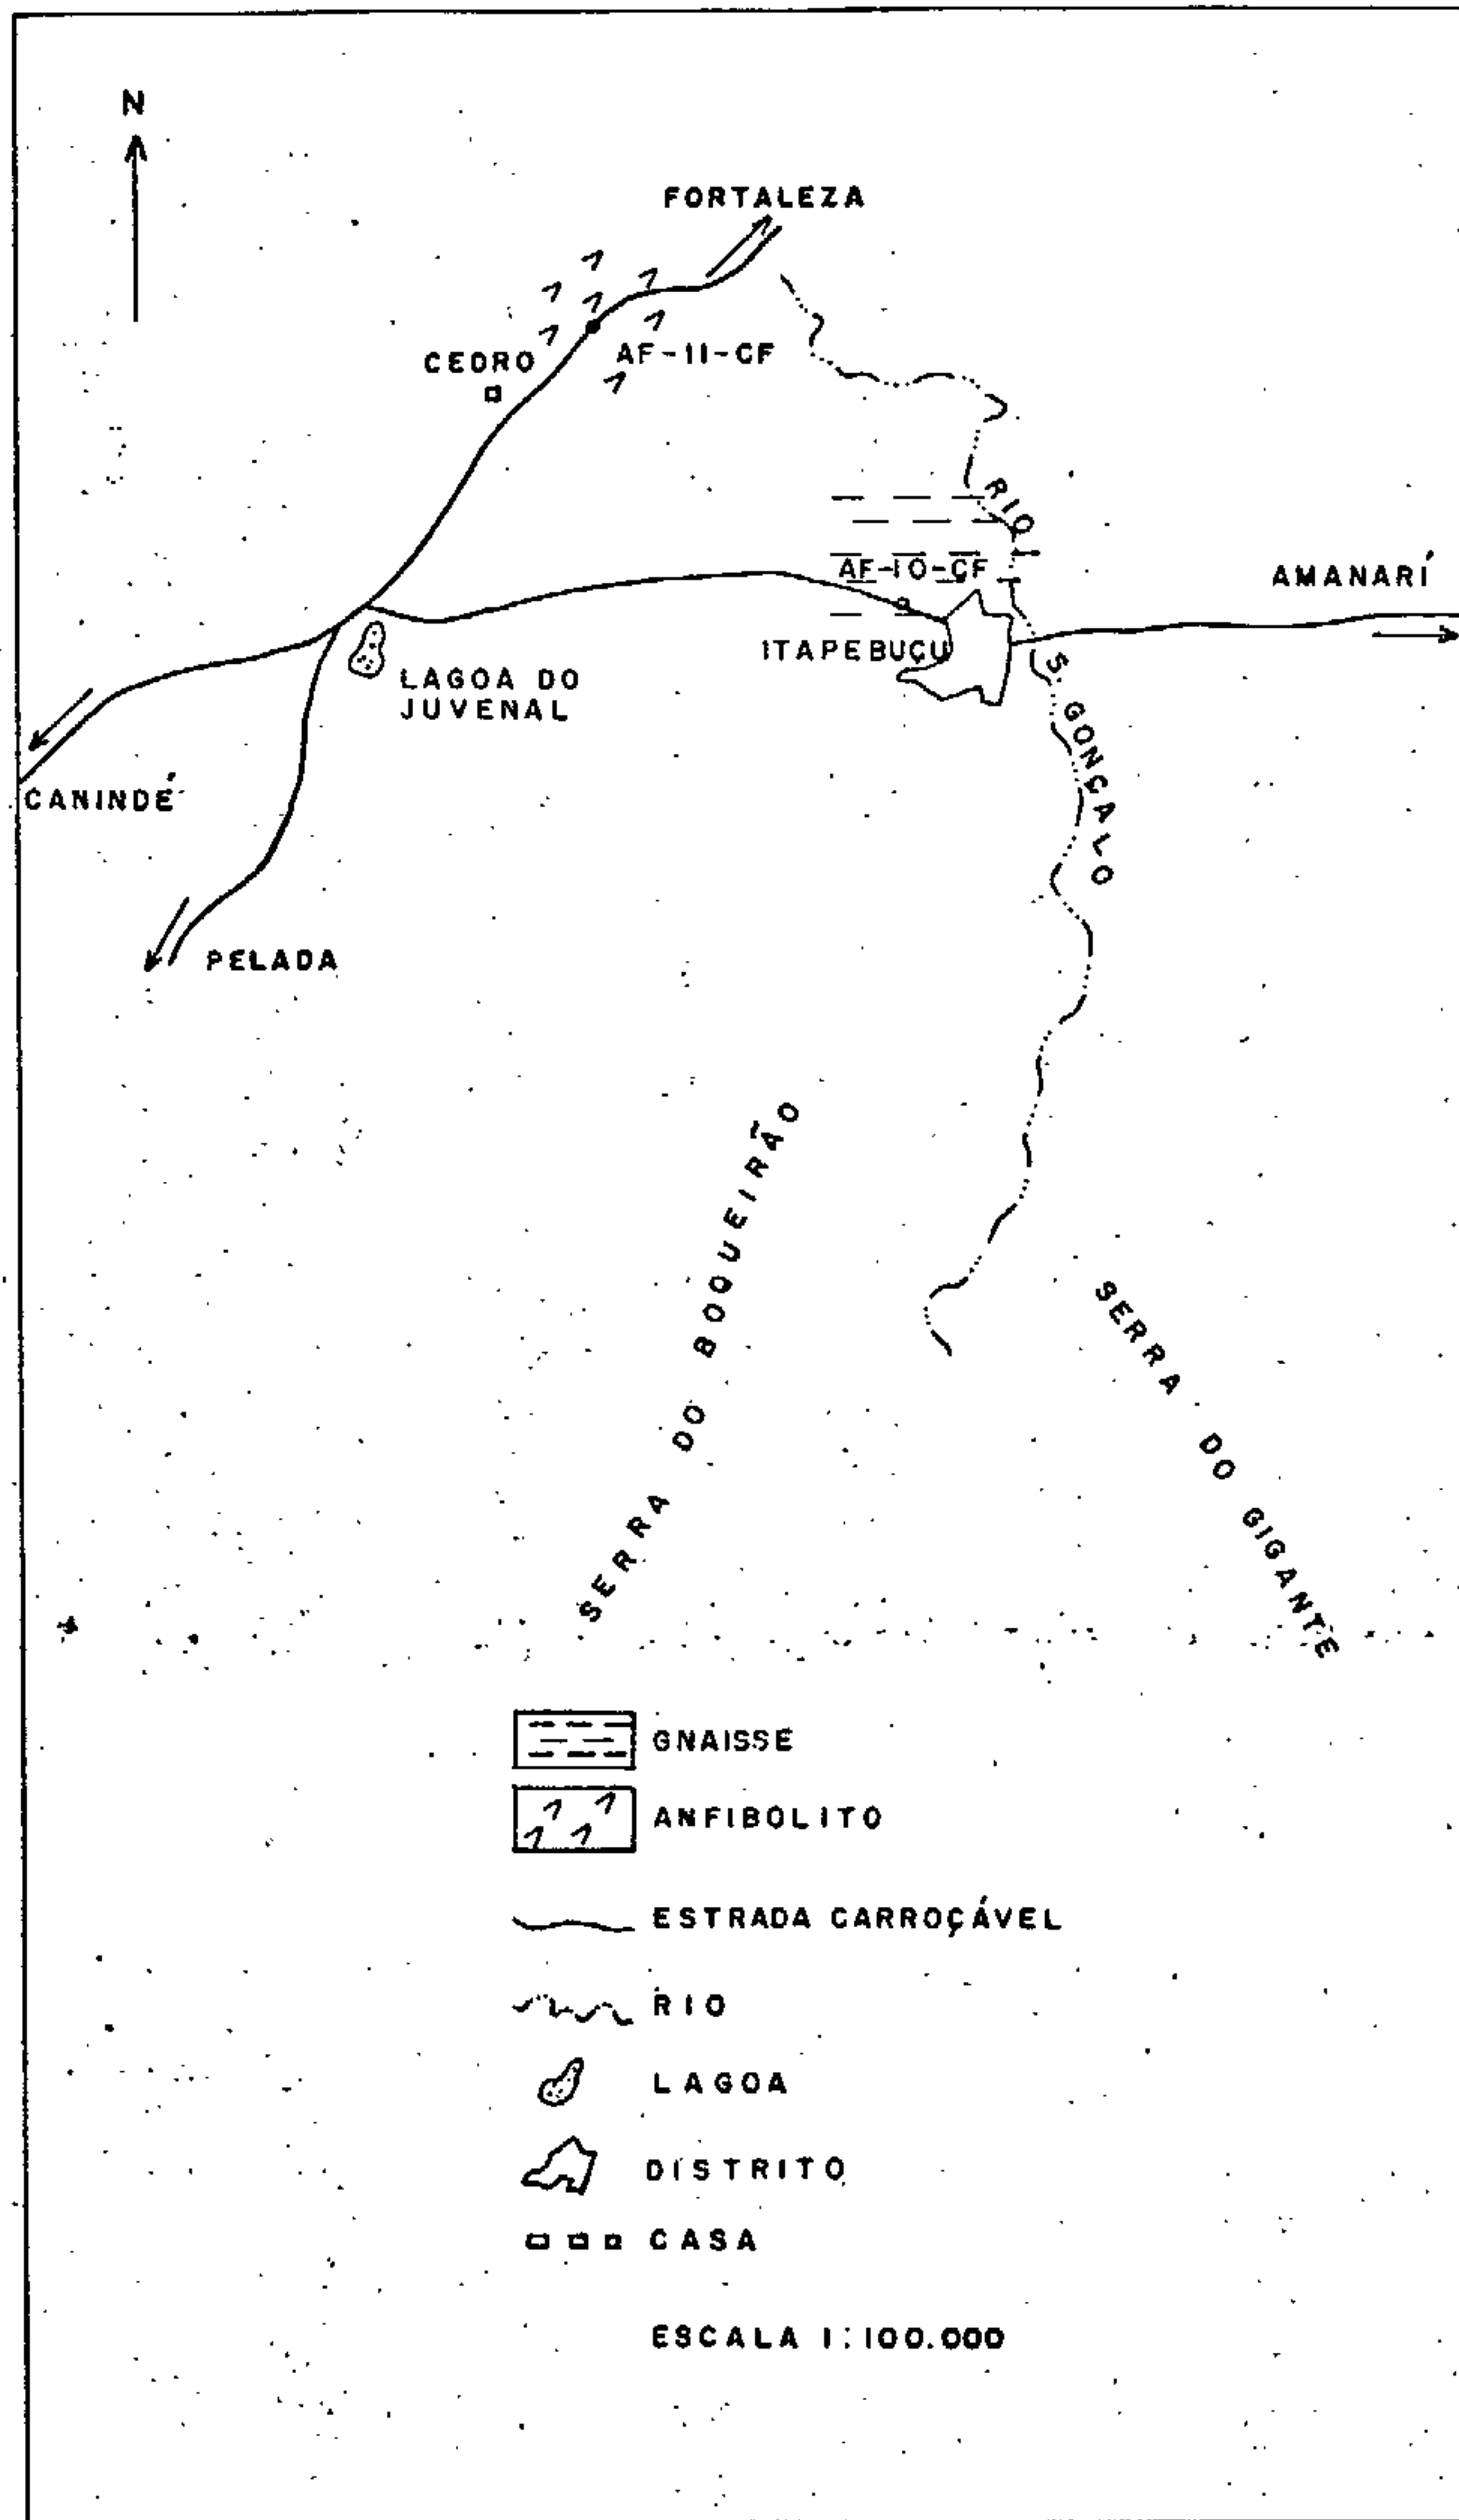 N
FORTALEZA
CEDRO
AF-11-CF
RIO
AF-10-CF
AMANARÍ
ITAPEBUÇU
S. GONÇALO
LAGOA DO
JUVENAL
CANINDÉ
PELADA
SERRA DO BOQUEIRÃO
SERRA DO GIGANTE
GNAISSE
ANFIBOLITO
ESTRADA CARROÇÁVEL
RIO
LAGOA
DISTRITO
CASA
ESCALA 1:100.000